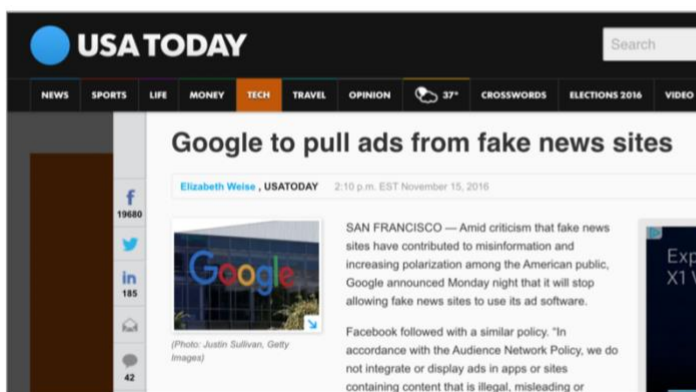 USA TODAY
Search
NEWS SPORTS LIFE MONEY TECH TRAVEL OPINION 37° CROSSWORDS ELECTIONS 2016 VIDEO
Google to pull ads from fake news sites
Elizabeth Weise , USATODAY 2:10 p.m. EST November 15, 2016
f
19680
in
185
42
Google
(Photo: Justin Sullivan, Getty
Images)
SAN FRANCISCO — Amid criticism that fake news
sites have contributed to misinformation and
increasing polarization among the American public,
Google announced Monday night that it will stop
allowing fake news sites to use its ad software.
Facebook followed with a similar policy. "In
accordance with the Audience Network Policy, we do
not integrate or display ads in apps or sites
containing content that is illegal, misleading or
Exp
X1